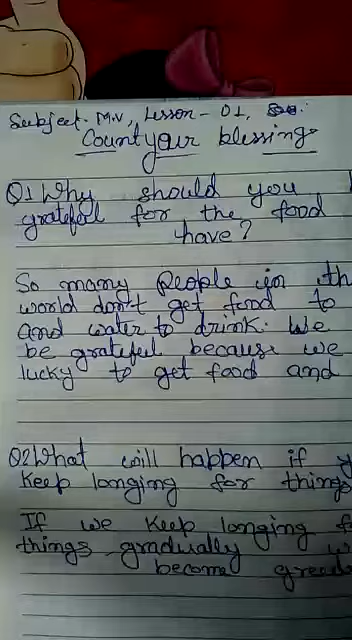 Subject. M.V, Lesson - 01,
Count your blessings
Q1 Why should you
grateful for the food
have?
So many people in th
world don't get food to
and water to drink. We
be grateful because we
lucky to get food and
Q2 What will happen if y
keep longing for things
If we keep longing f
things gradually w
become greed